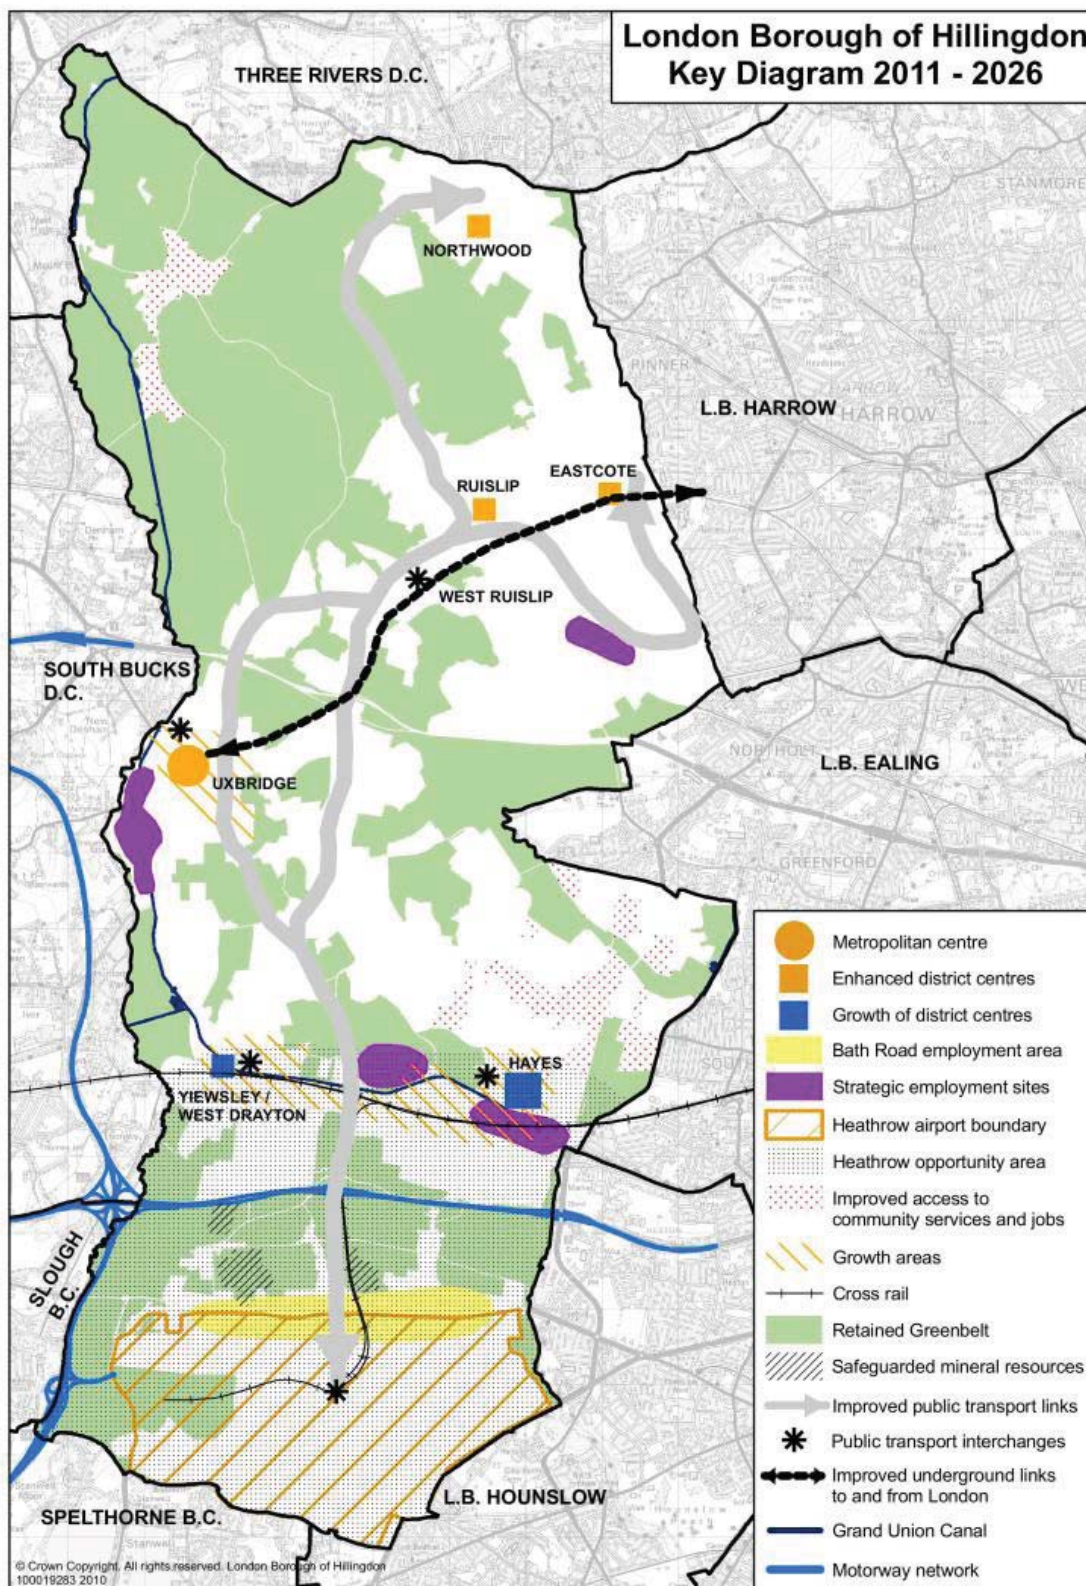 London Borough of Hillingdon
Key Diagram 2011 - 2026
THREE RIVERS D.C.
STANMORE
NORTHWOOD
PINNER
L.B. HARROW
HARROW
HARROW
EASTCOTE
RUISLIP
WEST RUISLIP
SOUTH BUCKS
D.C.
UXBRIDGE
NORTHOLT
L.B. EALING
GREENFORD
HAYES
YIEWSLEY /
WEST DRAYTON
SLOUGH
B.C.
SPELTHORNE B.C.
L.B. HOUNSLOW
Stanwell
Metropolitan centre
Enhanced district centres
Growth of district centres
Bath Road employment area
Strategic employment sites
Heathrow airport boundary
Heathrow opportunity area
Improved access to
community services and jobs
Growth areas
Cross rail
Retained Greenbelt
Safeguarded mineral resources
Improved public transport links
Public transport interchanges
Improved underground links
to and from London
Grand Union Canal
Motorway network
© Crown Copyright. All rights reserved. London Borough of Hillingdon
100019283 2010